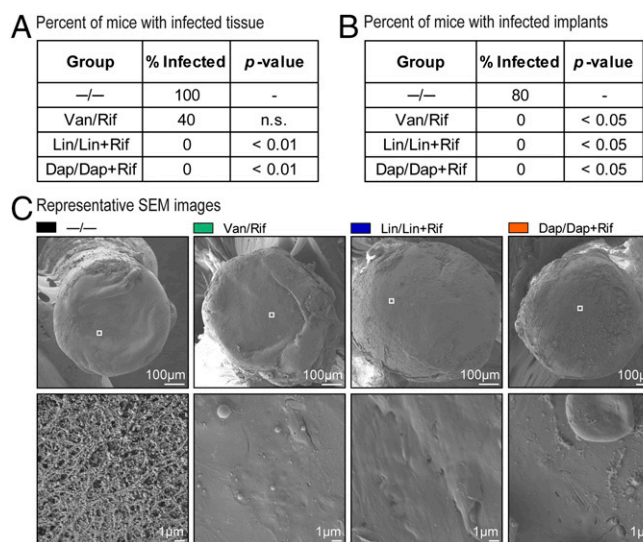 A Percent of mice with infected tissue
Group % Infected p-value
–/– 100 -
Van/Rif 40 n.s.
Lin/Lin+Rif 0 < 0.01
Dap/Dap+Rif 0 < 0.01
B Percent of mice with infected implants
Group % Infected p-value
–/– 80 -
Van/Rif 0 < 0.05
Lin/Lin+Rif 0 < 0.05
Dap/Dap+Rif 0 < 0.05
C Representative SEM images
–/– Van/Rif Lin/Lin+Rif Dap/Dap+Rif
100µm 100µm 100µm 100µm
1µm 1µm 1µm 1µm